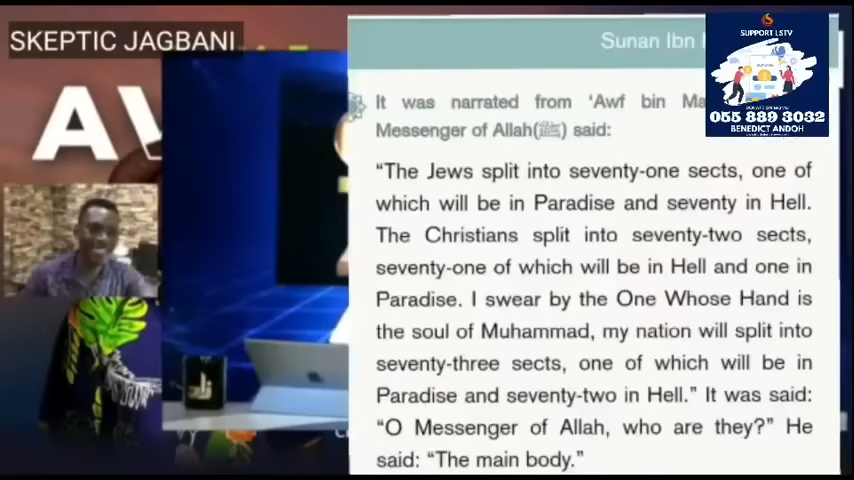 SKEPTIC JAGBANI
AV
Sunan Ibn
SUPPORT LSTV
055 889 3032
BENEDICT ANDOH
It was narrated from ‘Awf bin Ma
Messenger of Allah(ﷺ) said:
“The Jews split into seventy-one sects, one of
which will be in Paradise and seventy in Hell.
The Christians split into seventy-two sects,
seventy-one of which will be in Hell and one in
Paradise. I swear by the One Whose Hand is
the soul of Muhammad, my nation will split into
seventy-three sects, one of which will be in
Paradise and seventy-two in Hell.” It was said:
“O Messenger of Allah, who are they?” He
said: “The main body.”